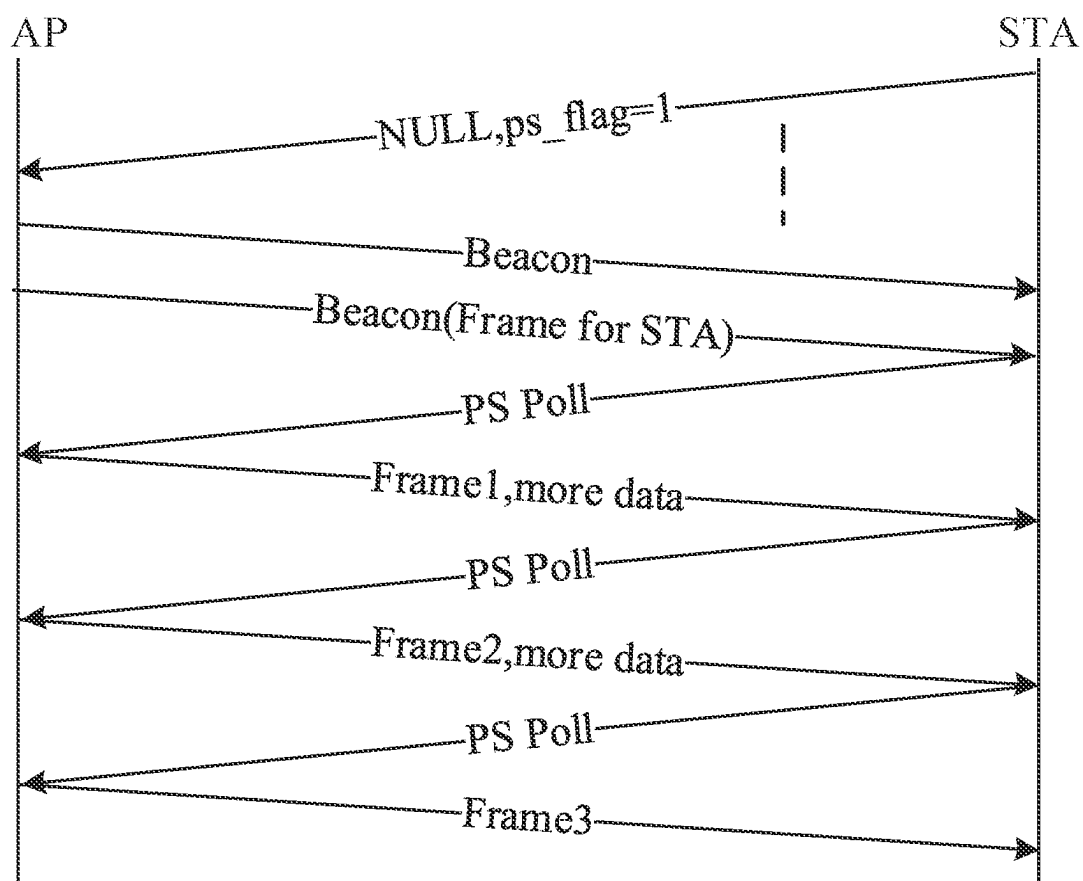 AP
STA
NULL,ps_flag=1
Beacon
Beacon(Frame for STA)
PS Poll
Frame1,more data
PS Poll
Frame2,more data
PS Poll
Frame3